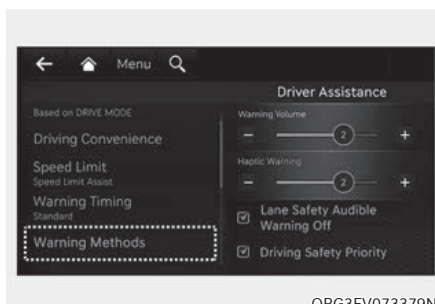 Menu
Driver Assistance
Based on DRIVE MODE
Driving Convenience
Speed Limit
Speed Limit Assist
Warning Timing
Standard
Warning Methods
Warning Volume
- 2 +
Haptic Warning
- 2 +
Lane Safety Audible
Warning Off
Driving Safety Priority